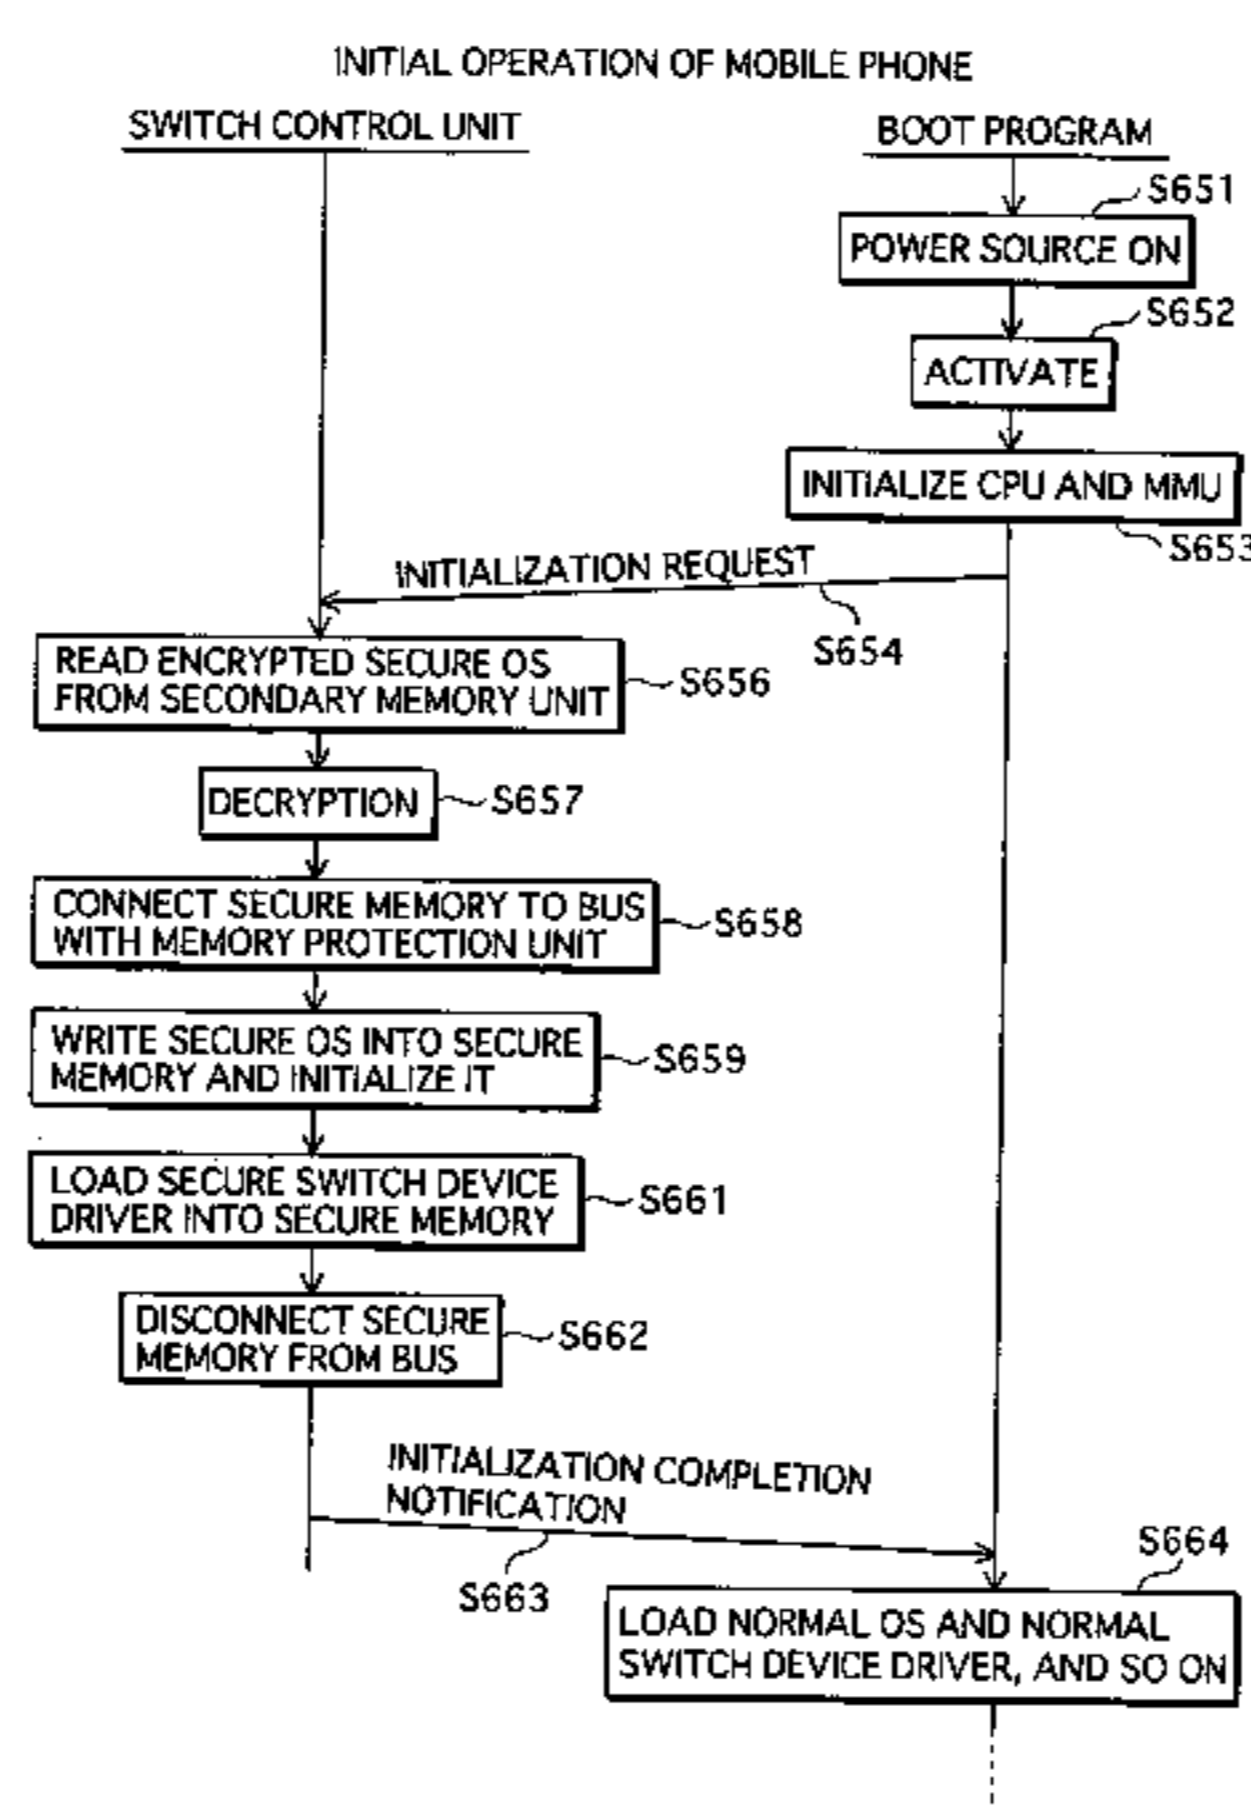 INITIAL OPERATION OF MOBILE PHONE
SWITCH CONTROL UNIT
BOOT PROGRAM
S651
POWER SOURCE ON
S652
ACTIVATE
INITIALIZE CPU AND MMU
S653
INITIALIZATION REQUEST
S654
READ ENCRYPTED SECURE OS
FROM SECONDARY MEMORY UNIT
S656
DECRYPTION
S657
CONNECT SECURE MEMORY TO BUS
WITH MEMORY PROTECTION UNIT
S658
WRITE SECURE OS INTO SECURE
MEMORY AND INITIALIZE IT
S659
LOAD SECURE SWITCH DEVICE
DRIVER INTO SECURE MEMORY
S661
DISCONNECT SECURE
MEMORY FROM BUS
S662
INITIALIZATION COMPLETION
NOTIFICATION
S663
S664
LOAD NORMAL OS AND NORMAL
SWITCH DEVICE DRIVER, AND SO ON